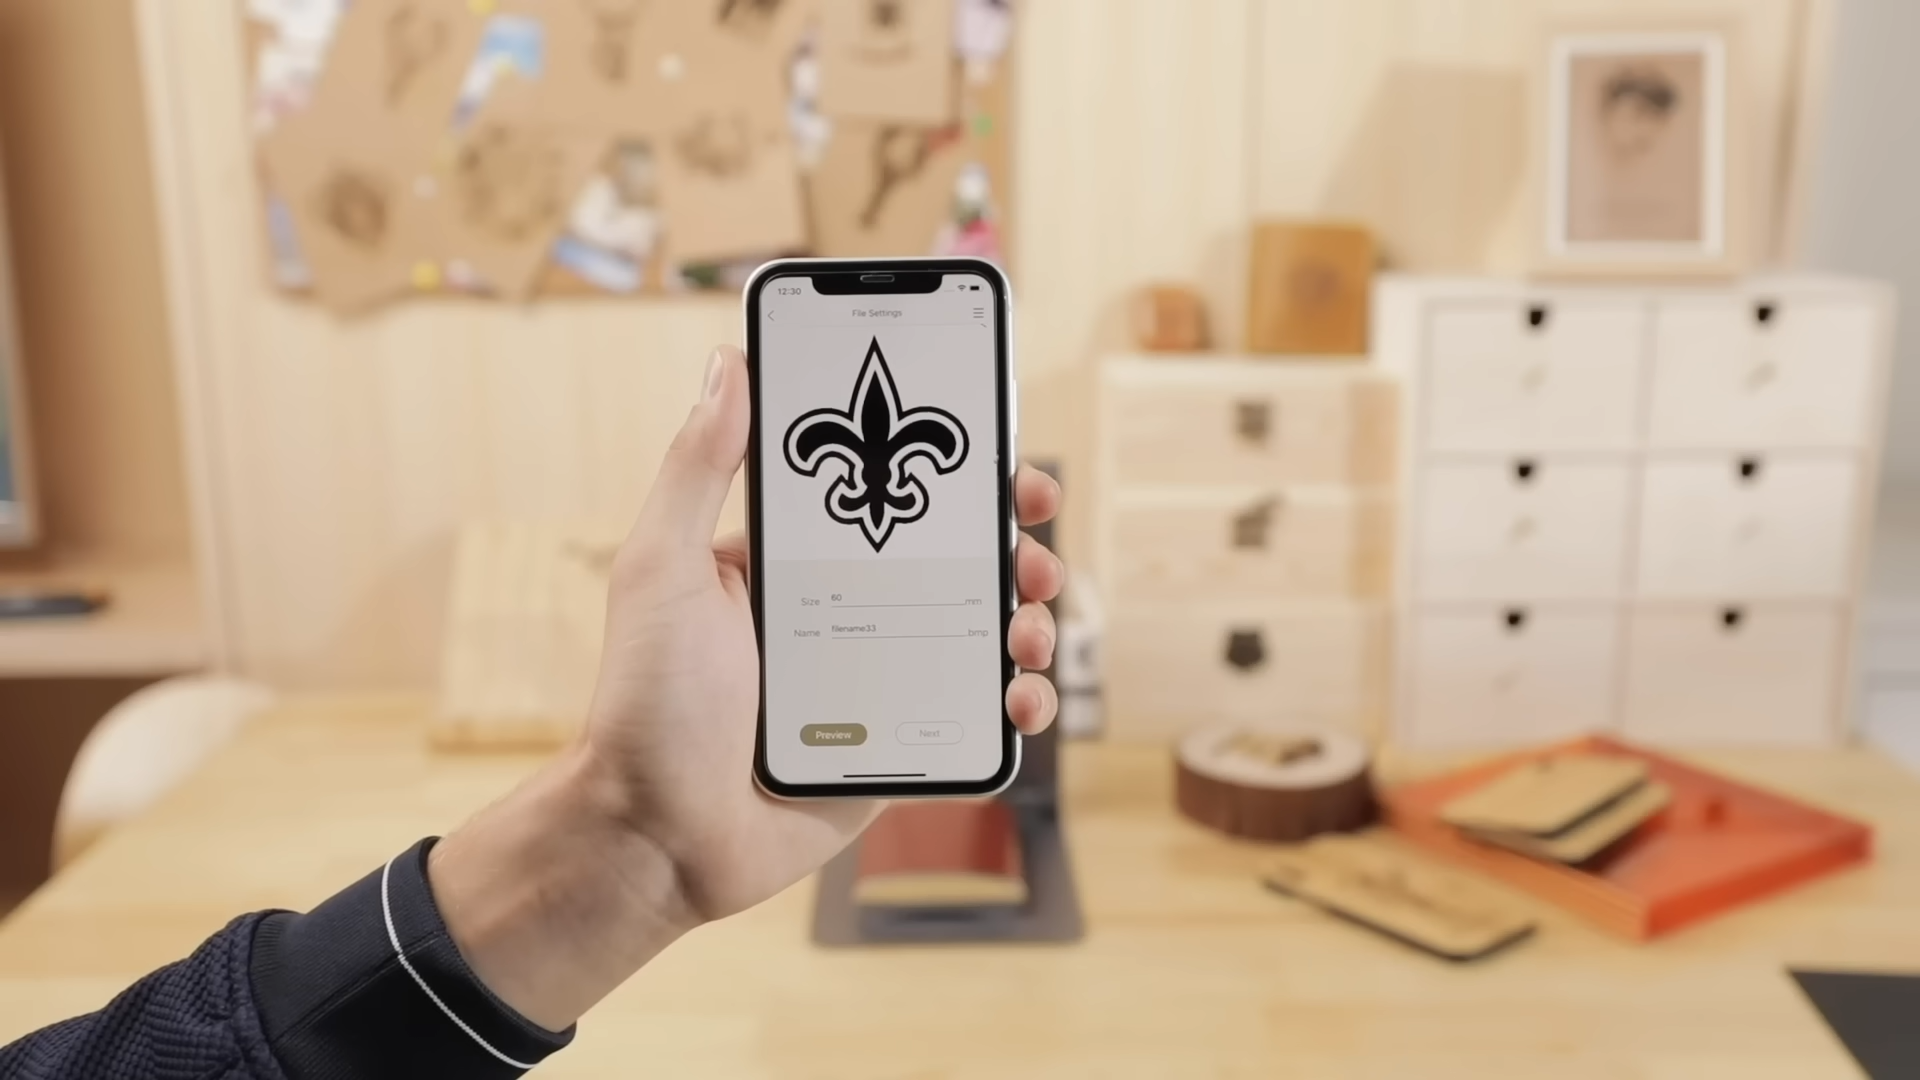 12:30
File Settings
Size 60 mm
Name filename33 .bmp
Preview Next